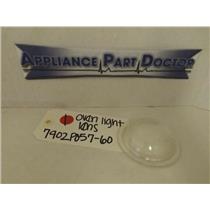 APPLIANCE PART DOCTOR
oven light
lens
7902P057-60